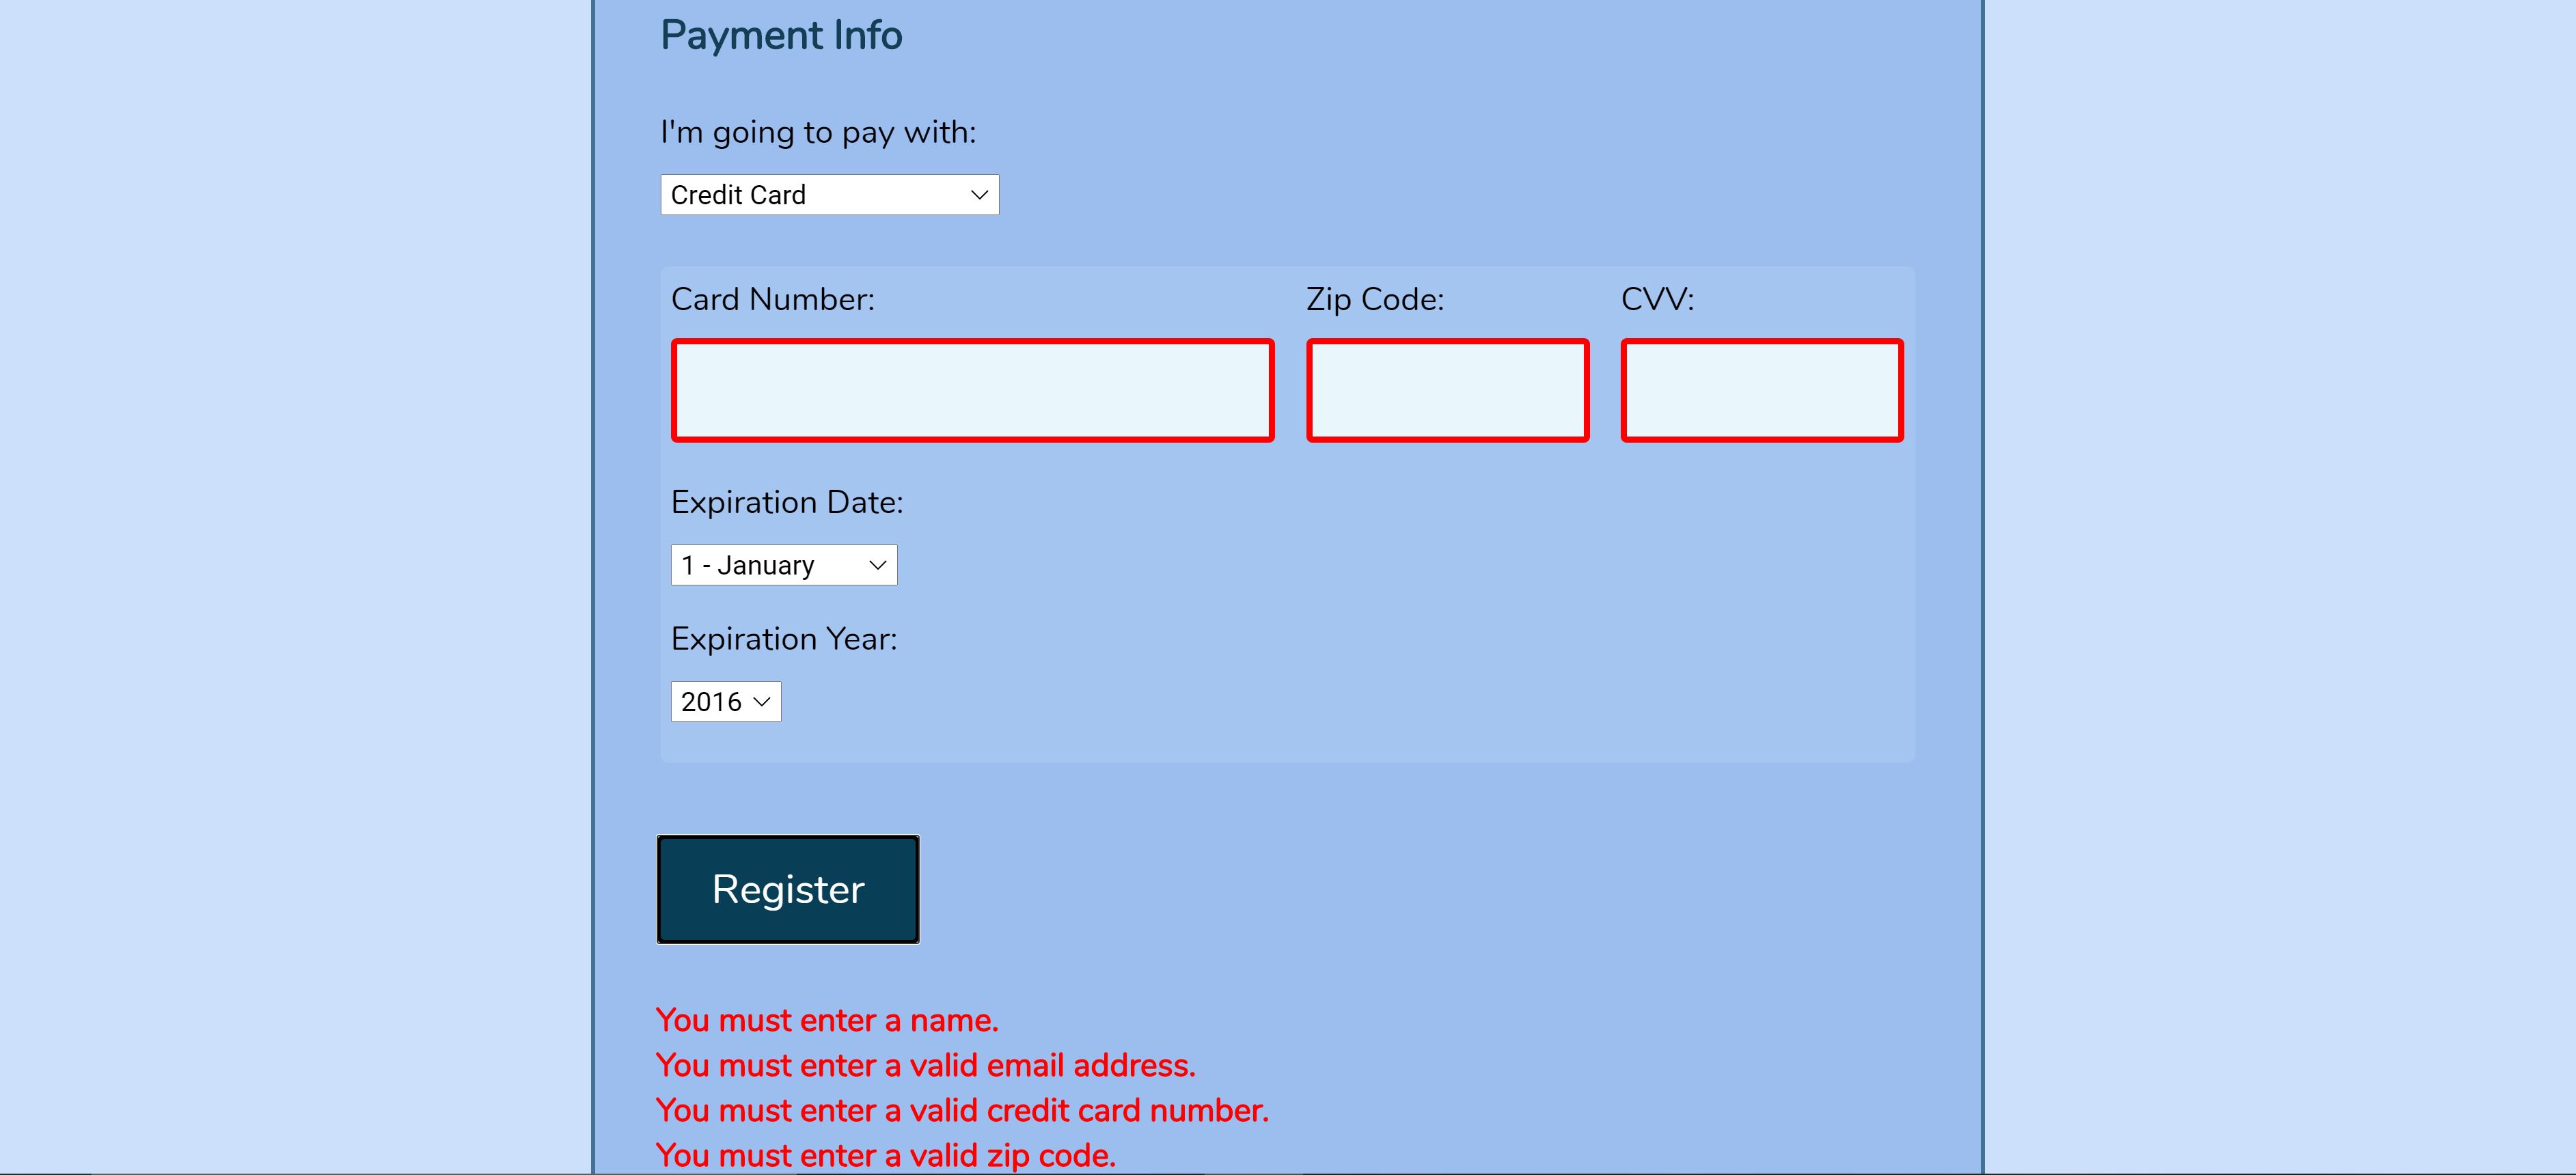 Payment Info
I'm going to pay with:
Credit Card
Card Number: Zip Code: CVV:
Expiration Date:
1 - January
Expiration Year:
2016
Register
You must enter a name.
You must enter a valid email address.
You must enter a valid credit card number.
You must enter a valid zip code.